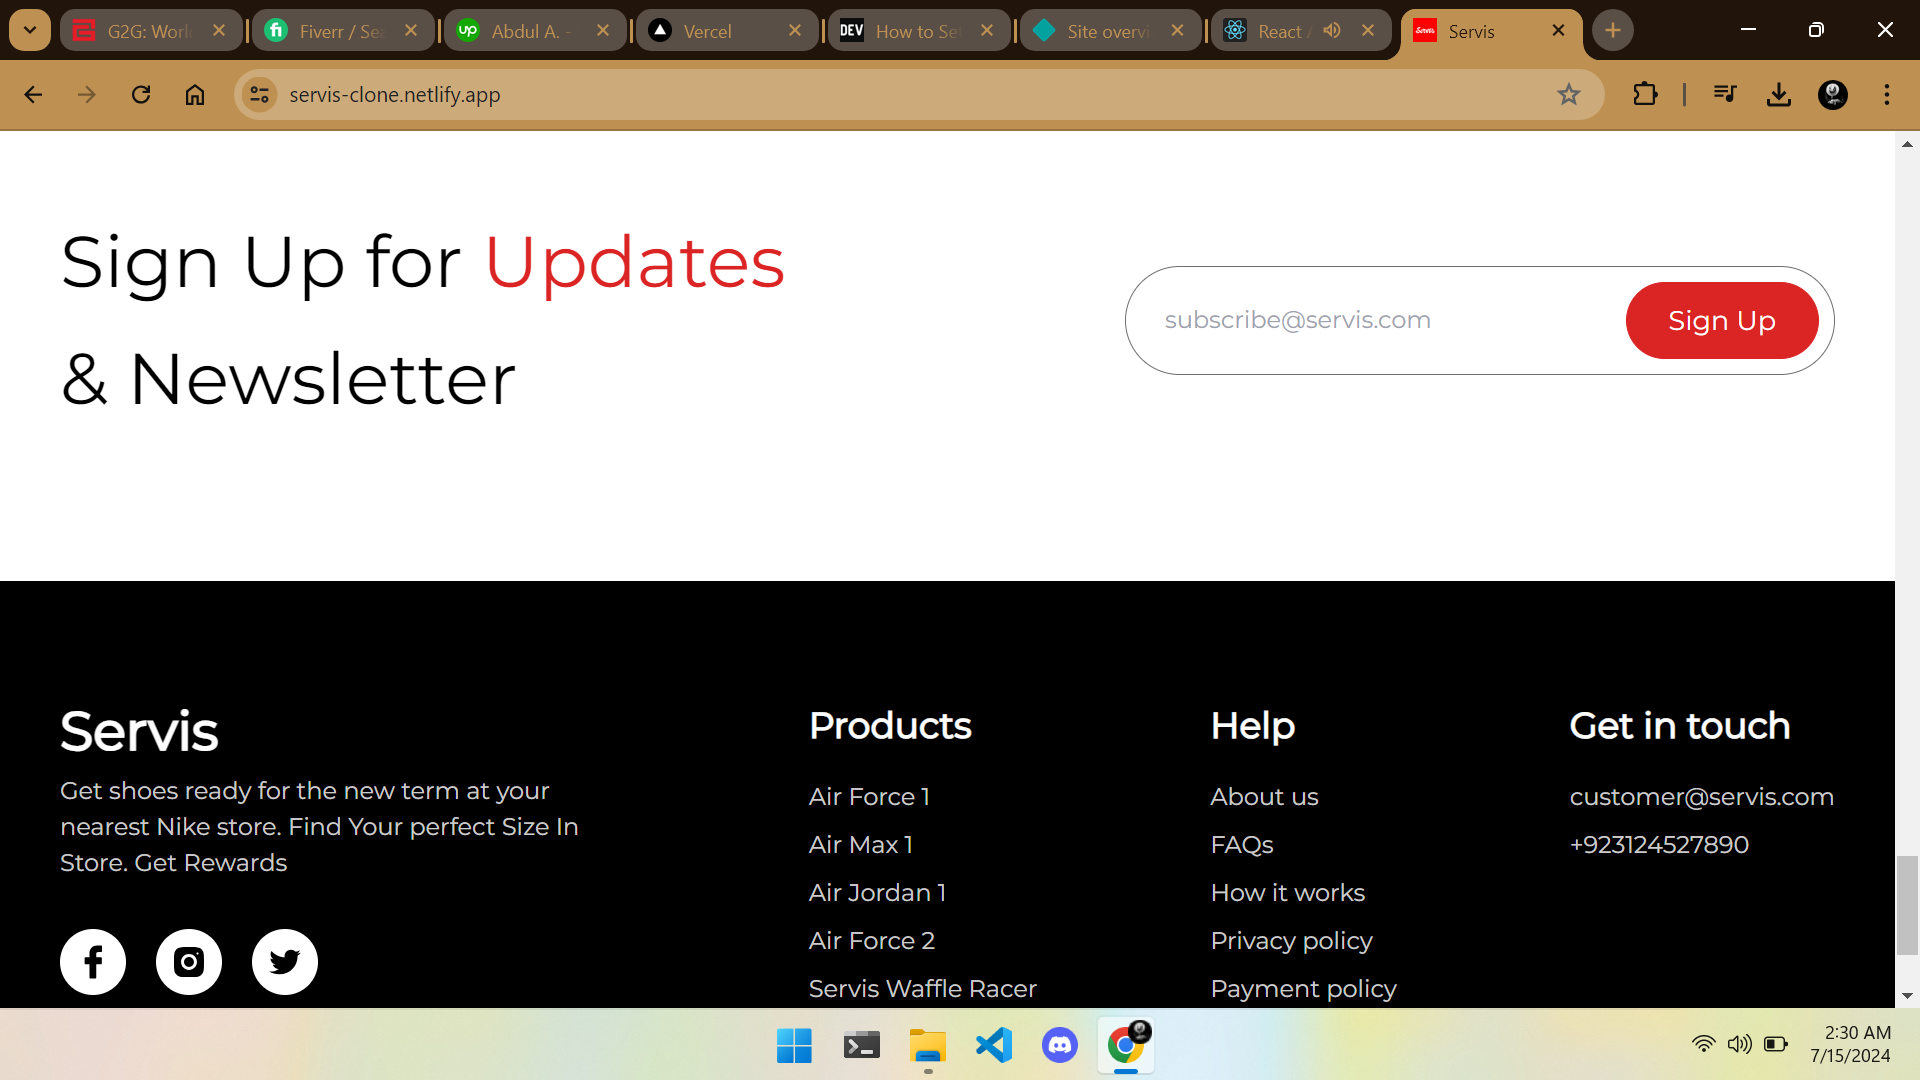 G2G: Worl
Fiverr / Se
Abdul A. -
Vercel
DEV
How to Se
Site overvi
React
Servis
servis-clone.netlify.app
Sign Up for Updates
& Newsletter
subscribe@servis.com
Sign Up
Servis
Get shoes ready for the new term at your
nearest Nike store. Find Your perfect Size In
Store. Get Rewards
Products
Air Force 1
Air Max 1
Air Jordan 1
Air Force 2
Servis Waffle Racer
Help
About us
FAQs
How it works
Privacy policy
Payment policy
Get in touch
customer@servis.com
+923124527890
2:30 AM
7/15/2024